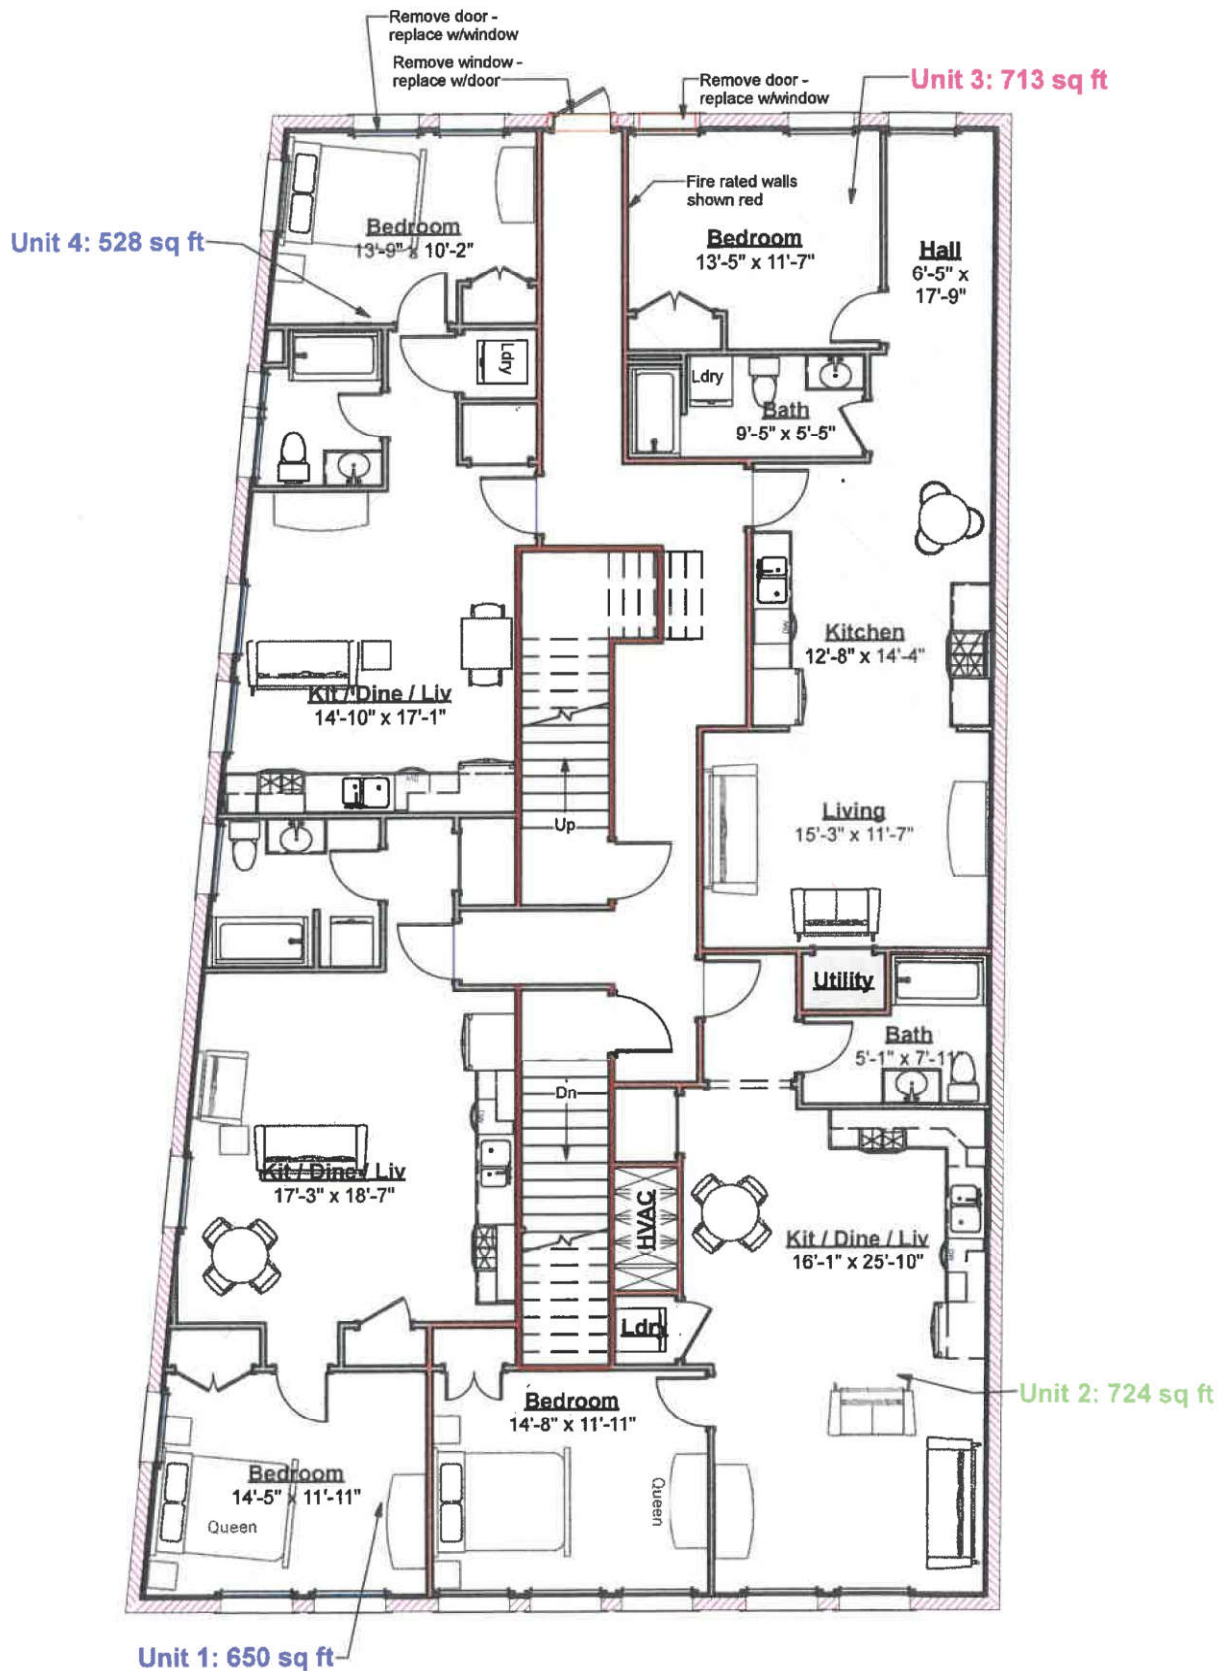 Remove door -
replace w/window
Remove window -
replace w/door
Remove door -
replace w/window
Unit 3: 713 sq ft
Fire rated walls
shown red
Bedroom
13'-9" x 10'-2"
Unit 4: 528 sq ft
Bedroom
13'-5" x 11'-7"
Hall
6'-5" x
17'-9"
Ldry
Ldry
Bath
9'-5" x 5'-5"
Kitchen
12'-8" x 14'-4"
Kit / Dine / Liv
14'-10" x 17'-1"
Up
Living
15'-3" x 11'-7"
Utility
Bath
5'-1" x 7'-11"
Dn
Kit / Dine / Liv
17'-3" x 18'-7"
HVAC
Kit / Dine / Liv
16'-1" x 25'-10"
Ldry
Unit 2: 724 sq ft
Bedroom
14'-8" x 11'-11"
Queen
Bedroom
14'-5" x 11'-11"
Queen
Unit 1: 650 sq ft